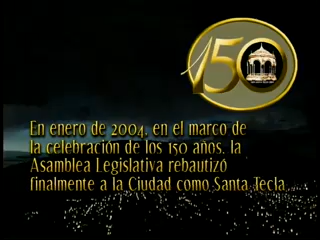 150
En enero de 2004, en el marco de
la celebración de los 150 años, la
Asamblea Legislativa rebautizó
finalmente a la Ciudad como Santa Tecla